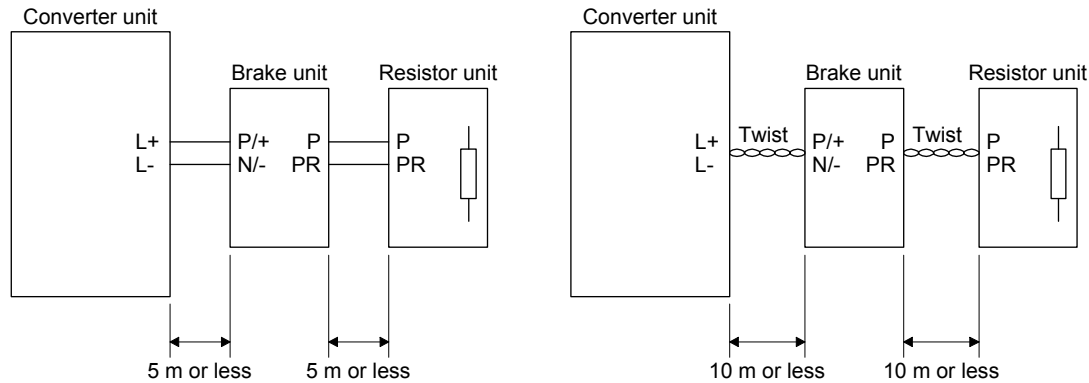 Converter unit
Brake unit
Resistor unit
L+
P/+
P
P
L-
N/-
PR
PR
5 m or less
5 m or less
Converter unit
Brake unit
Resistor unit
Twist
Twist
L+
P/+
P
P
L-
N/-
PR
PR
10 m or less
10 m or less